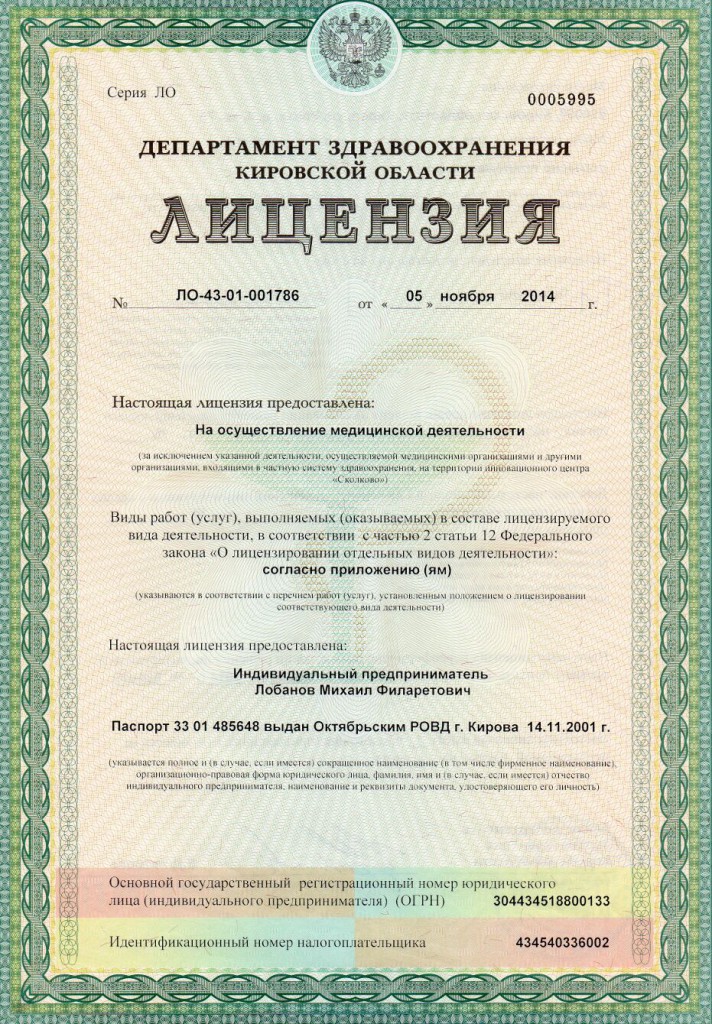 Серия ЛО
0005995
ДЕПАРТАМЕНТ ЗДРАВООХРАНЕНИЯ
КИРОВСКОЙ ОБЛАСТИ
ЛИЦЕНЗИЯ
№ ЛО-43-01-001786 от « 05 » ноября 2014 г.
Настоящая лицензия предоставлена:
На осуществление медицинской деятельности
(за исключением указанной деятельности, осуществляемой медицинскими организациями и другими
организациями, входящими в частную систему здравоохранения, на территории инновационного центра
«Сколково»)
Виды работ (услуг), выполняемых (оказываемых) в составе лицензируемого
вида деятельности, в соответствии с частью 2 статьи 12 Федерального
закона «О лицензировании отдельных видов деятельности»:
согласно приложению (ям)
(указываются в соответствии с перечнем работ (услуг), установленным положением о лицензировании
соответствующего вида деятельности)
Настоящая лицензия предоставлена:
Индивидуальный предприниматель
Лобанов Михаил Филаретович
Паспорт 33 01 485648 выдан Октябрьским РОВД г. Кирова 14.11.2001 г.
(указывается полное и (в случае, если имеется) сокращенное наименование (в том числе фирменное наименование),
организационно-правовая форма юридического лица, фамилия, имя и (в случае, если имеется) отчество
индивидуального предпринимателя, наименование и реквизиты документа, удостоверяющего его личность)
Основной государственный регистрационный номер юридического
лица (индивидуального предпринимателя) (ОГРН) 304434518800133
Идентификационный номер налогоплательщика 434540336002